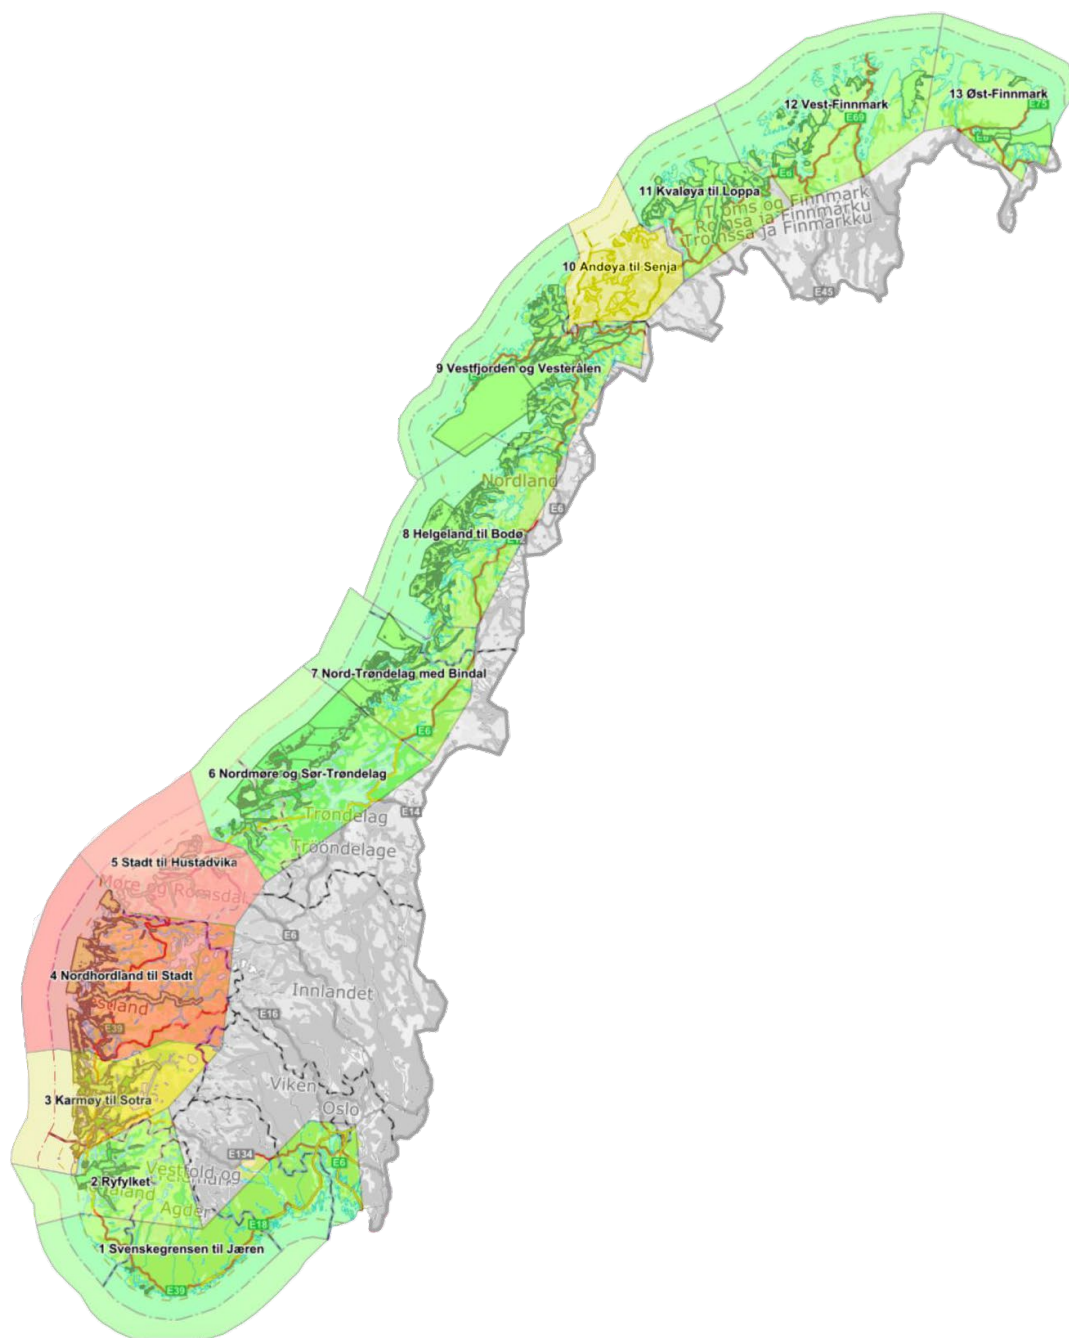 13 Øst-Finnmark
E75
12 Vest-Finnmark
E69
E6
E6
11 Kvaløya til Loppa
Troms og Finnmark
Romsa ja Finnmárku
Tromssa ja Finmarkku
10 Andøya til Senja
E45
9 Vestfjorden og Vesterålen
Nordland
E6
8 Helgeland til Bodø
7 Nord-Trøndelag med Bindal
E6
6 Nordmøre og Sør-Trøndelag
Trøndelag
E14
Trööndelage
5 Stadt til Hustadvika
Møre og Romsdal
E6
4 Nordhordland til Stadt
Innlandet
E39
E16
Viken
3 Karmøy til Sotra
Oslo
E134
E6
Vestfold og
2 Ryfylket
Agder
E18
1 Svenskegrensen til Jæren
E39